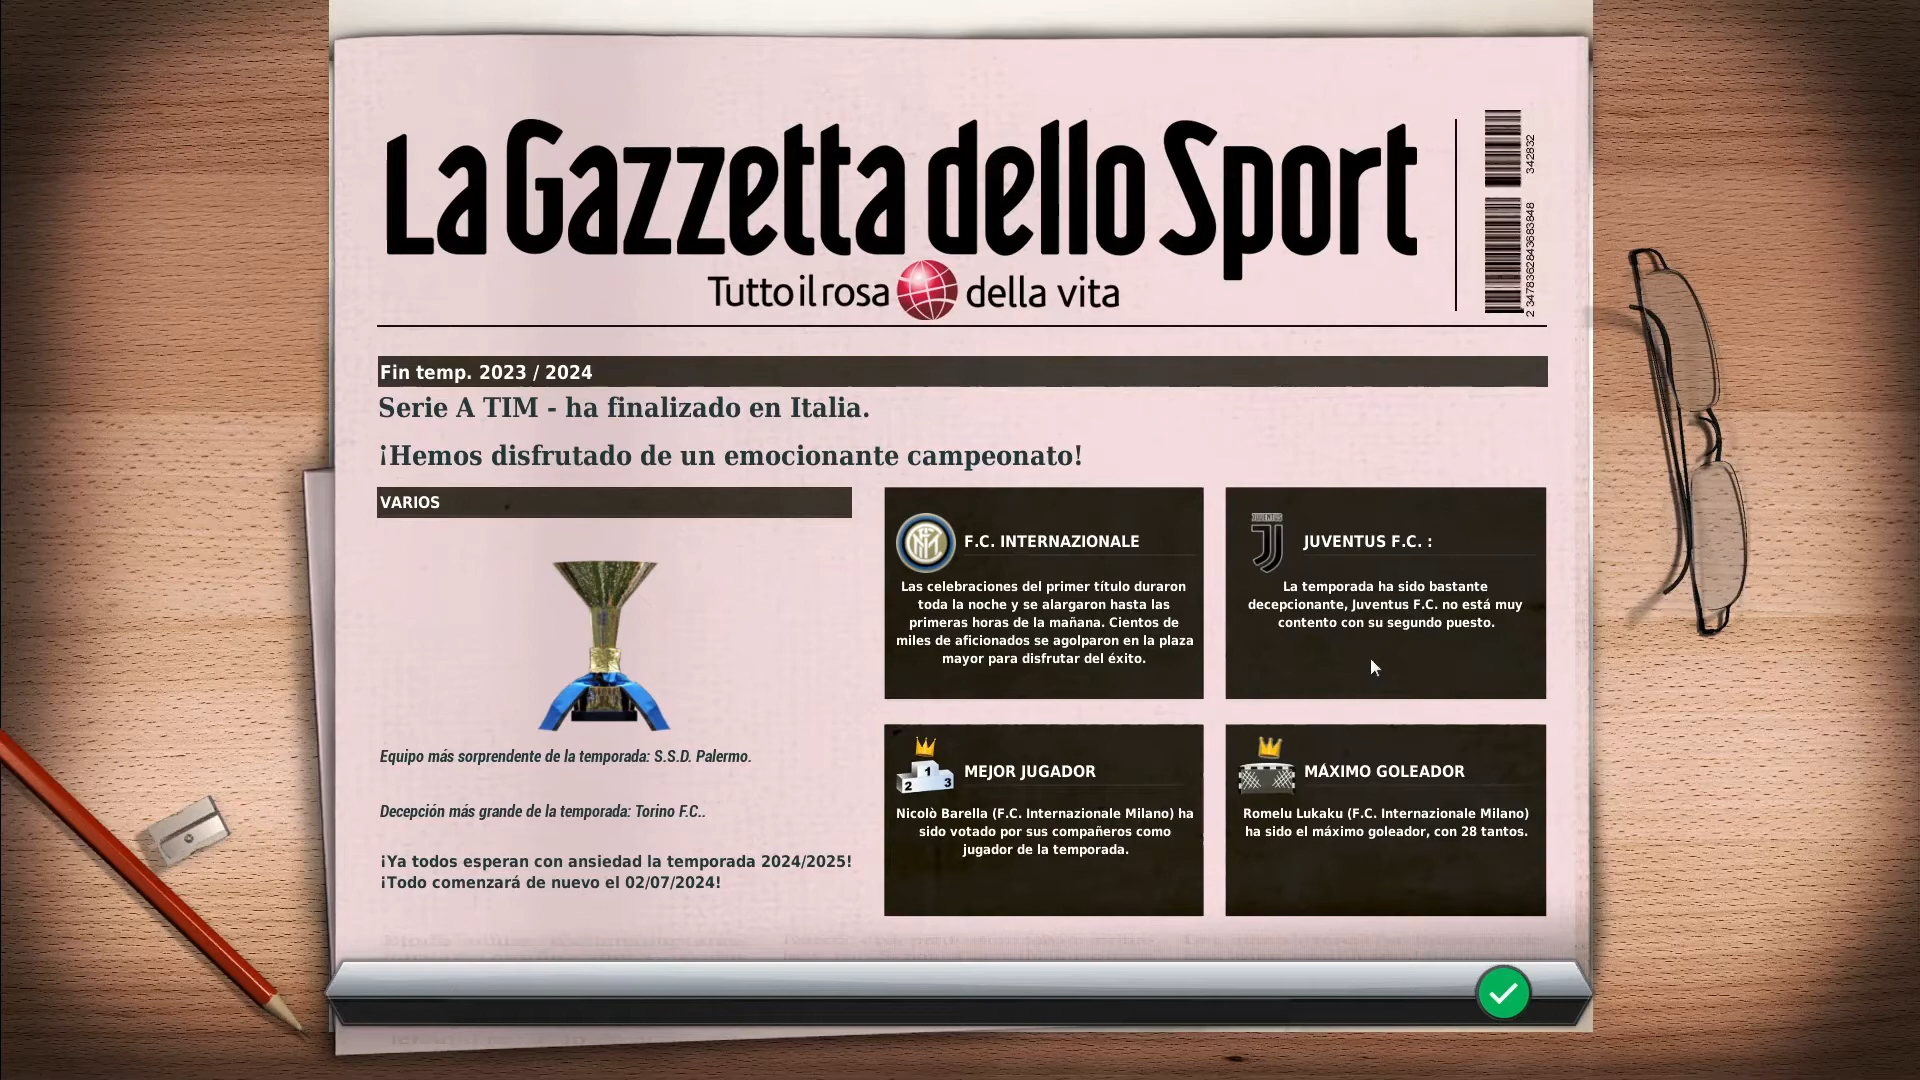 La Gazzetta dello Sport
Tutto il rosa della vita
342832
2 3478362843683848
Fin temp. 2023 / 2024
Serie A TIM - ha finalizado en Italia.
¡Hemos disfrutado de un emocionante campeonato!
VARIOS
Equipo más sorprendente de la temporada: S.S.D. Palermo.
Decepción más grande de la temporada: Torino F.C..
¡Ya todos esperan con ansiedad la temporada 2024/2025!
¡Todo comenzará de nuevo el 02/07/2024!
F.C. INTERNAZIONALE
Las celebraciones del primer título duraron
toda la noche y se alargaron hasta las
primeras horas de la mañana. Cientos de
miles de aficionados se agolparon en la plaza
mayor para disfrutar del éxito.
JUVENTUS
JUVENTUS F.C. :
La temporada ha sido bastante
decepcionante, Juventus F.C. no está muy
contento con su segundo puesto.
1
2
3
MEJOR JUGADOR
Nicolò Barella (F.C. Internazionale Milano) ha
sido votado por sus compañeros como
jugador de la temporada.
MÁXIMO GOLEADOR
Romelu Lukaku (F.C. Internazionale Milano)
ha sido el máximo goleador, con 28 tantos.